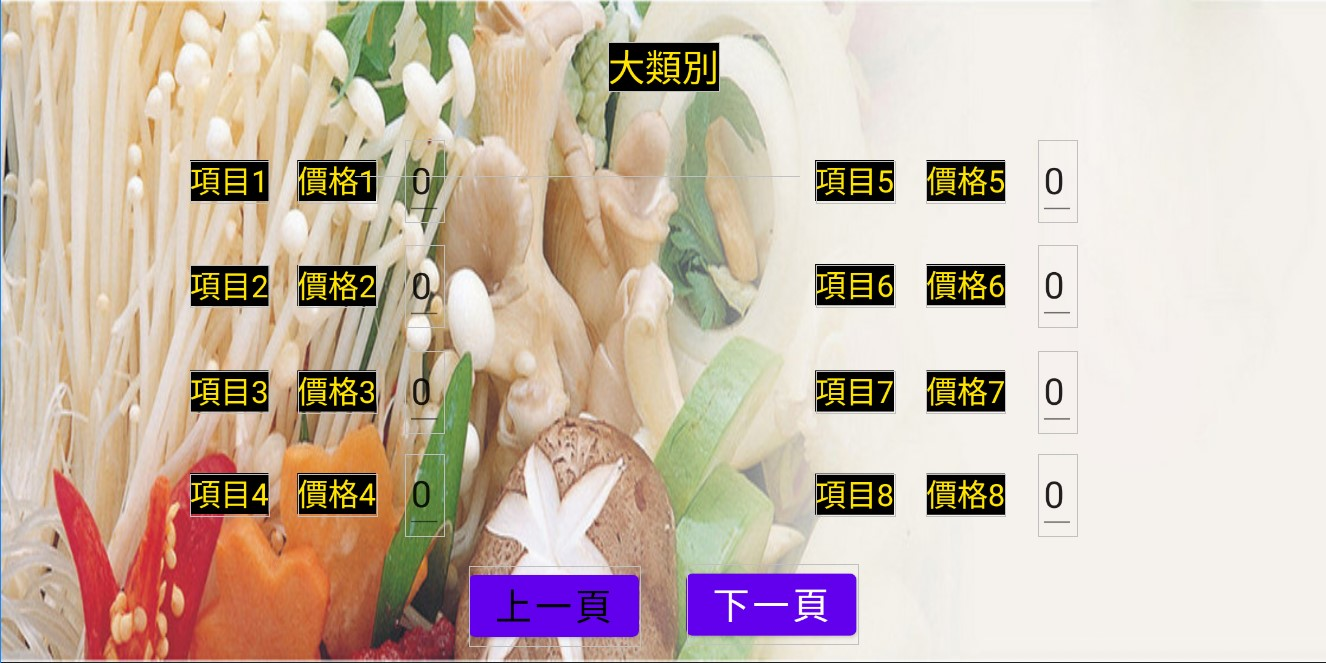 大類別
項目1 價格1 0 項目5 價格5 0
項目2 價格2 0 項目6 價格6 0
項目3 價格3 0 項目7 價格7 0
項目4 價格4 0 項目8 價格8 0
上一頁 下一頁